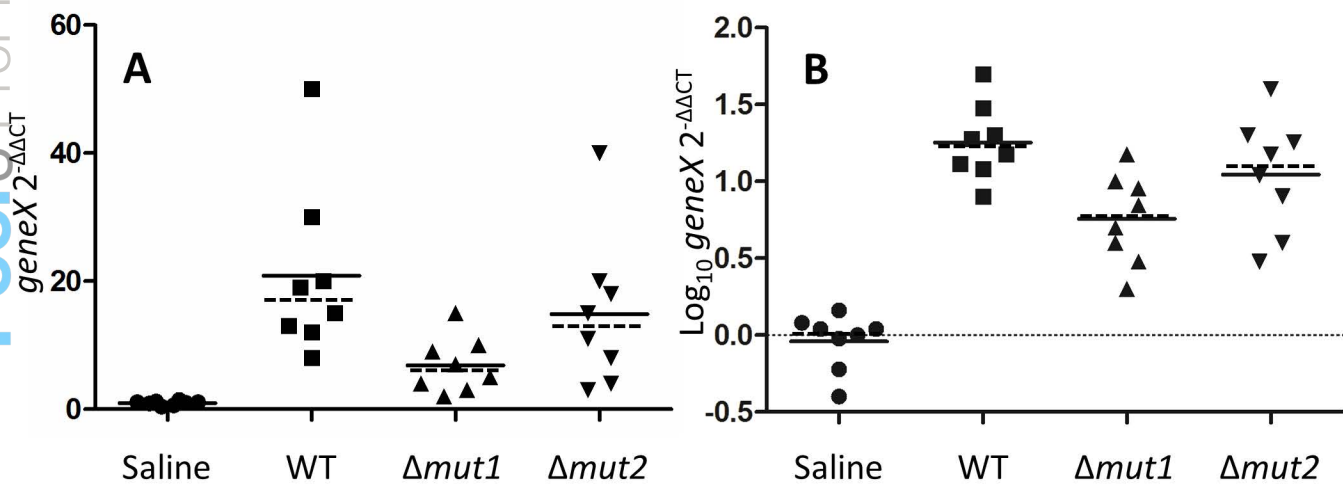 A
60
40
20
0
geneX 2-ΔΔCT
Saline WT Δmut1 Δmut2
B
2.0
1.5
1.0
0.5
0.0
-0.5
Log10 geneX 2-ΔΔCT
Saline WT Δmut1 Δmut2